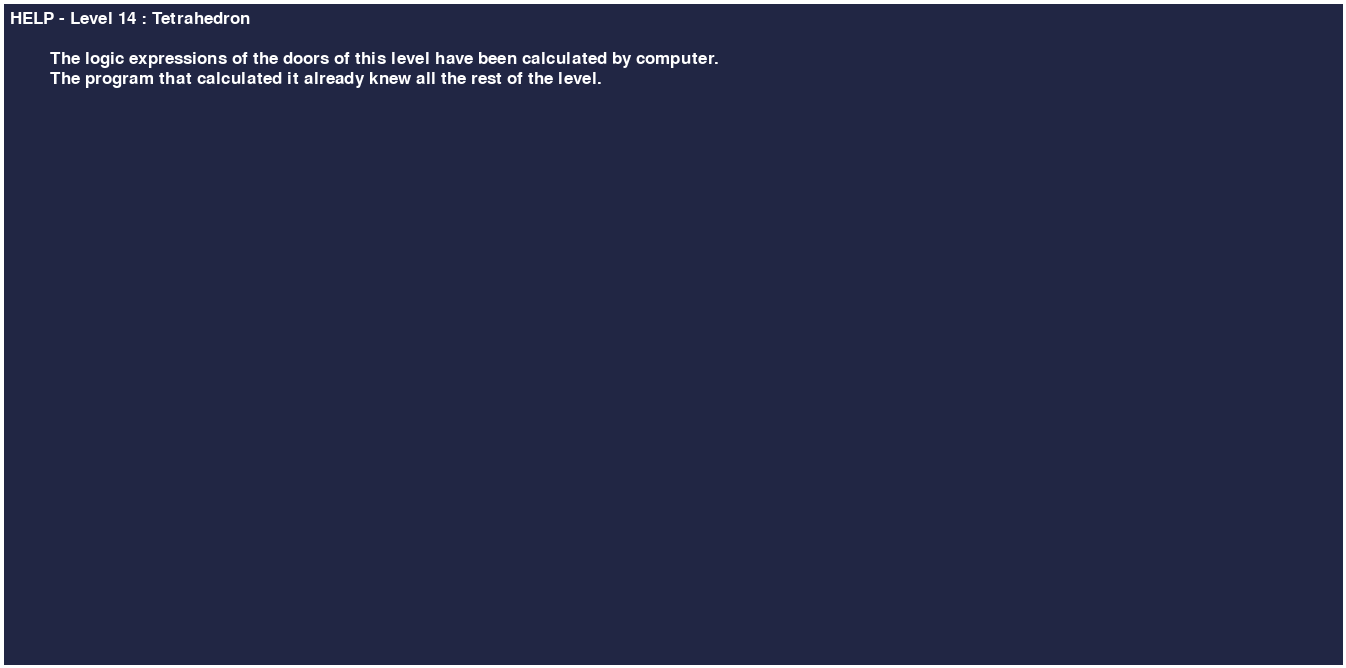 HELP - Level 14 : Tetrahedron
The logic expressions of the doors of this level have been calculated by computer.
The program that calculated it already knew all the rest of the level.